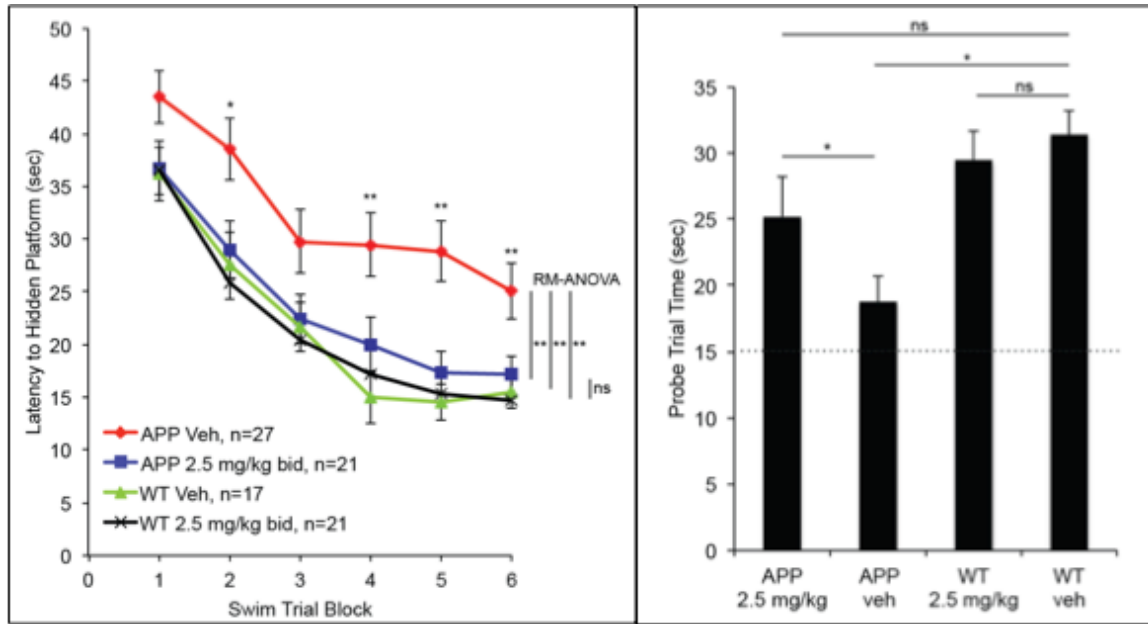 Latency to Hidden Platform (sec)
50
45
40
35
30
25
20
15
10
5
0
*
**
**
**
RM-ANOVA
** ** **
ns
APP Veh, n=27
APP 2.5 mg/kg bid, n=21
WT Veh, n=17
WT 2.5 mg/kg bid, n=21
0 1 2 3 4 5 6
Swim Trial Block
ns
*
ns
*
Probe Trial Time (sec)
35
30
25
20
15
10
5
0
APP APP WT WT
2.5 mg/kg veh 2.5 mg/kg veh